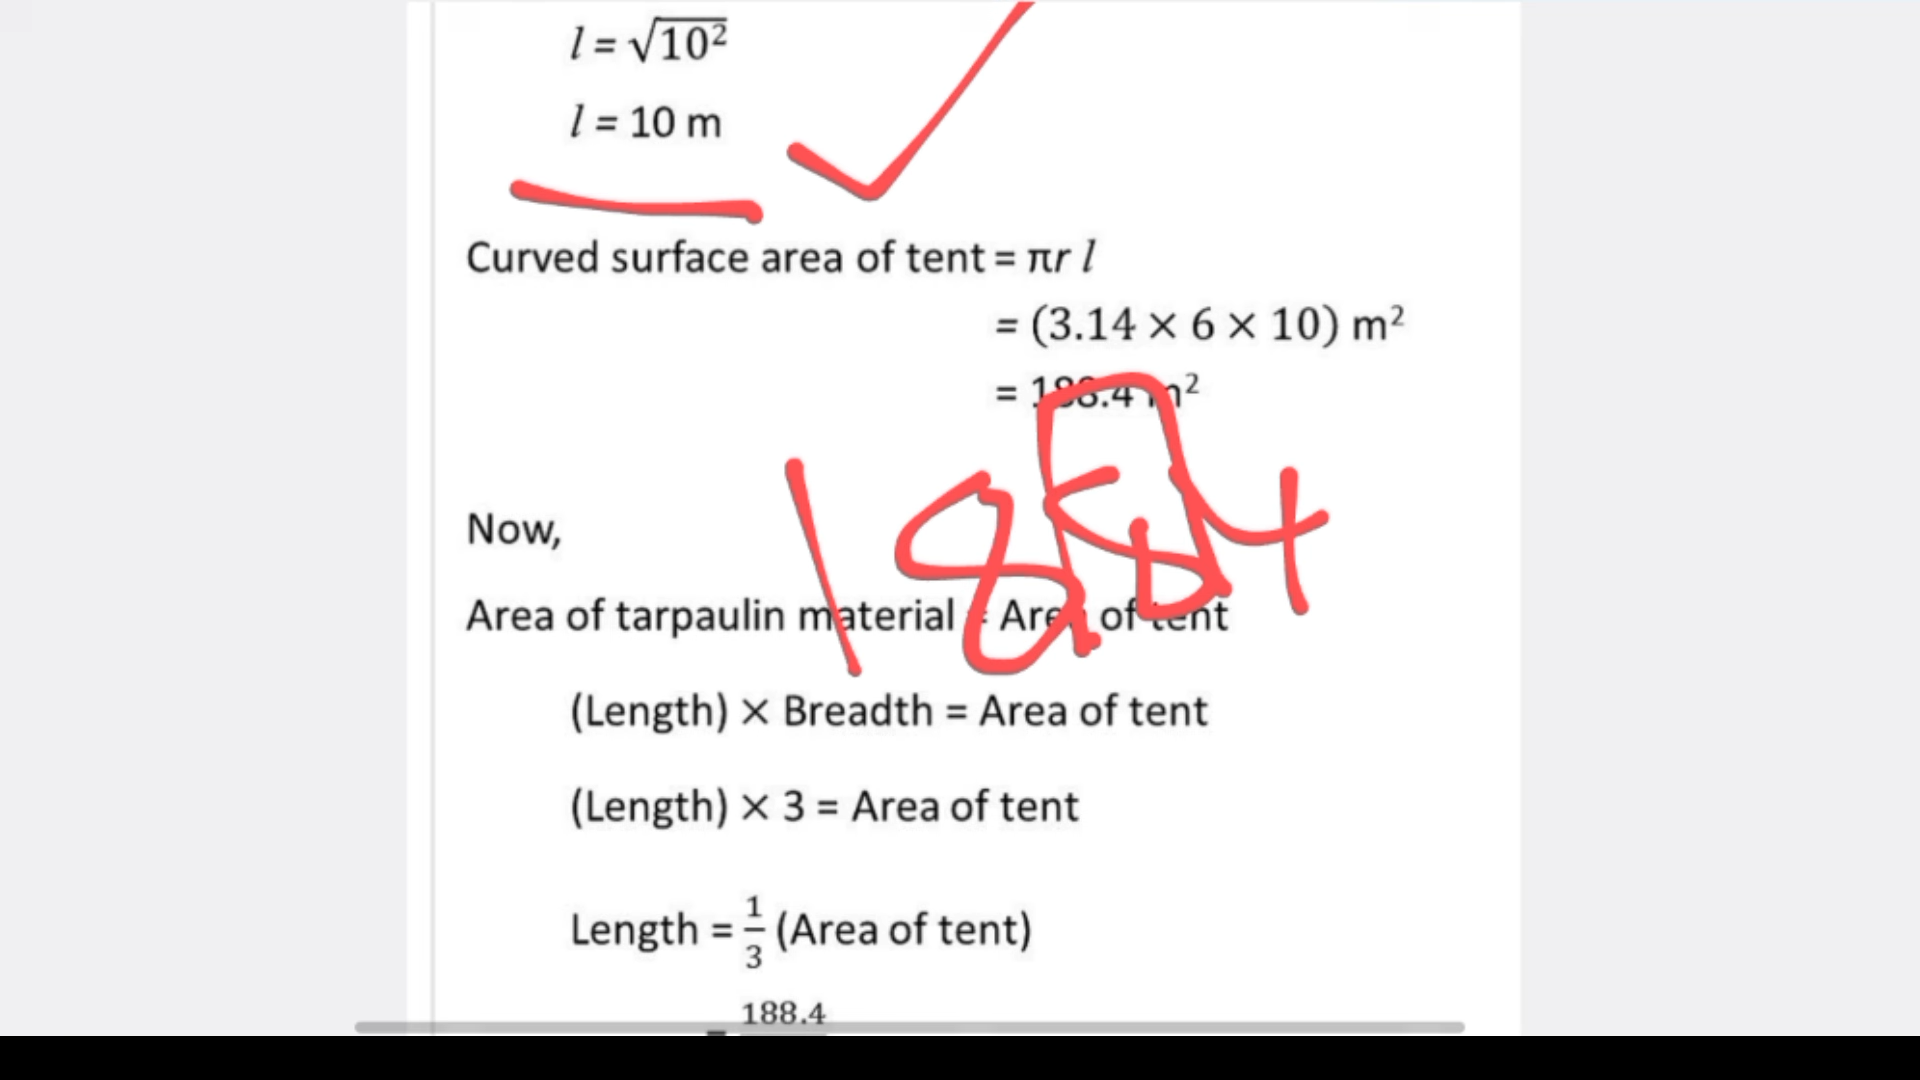 l = √10²
l = 10 m
Curved surface area of tent = πr l
= (3.14 × 6 × 10) m²
= 188.4 m²
Now,
Area of tarpaulin material = Area of tent
(Length) × Breadth = Area of tent
(Length) × 3 = Area of tent
Length = 1/3 (Area of tent)
= 188.4